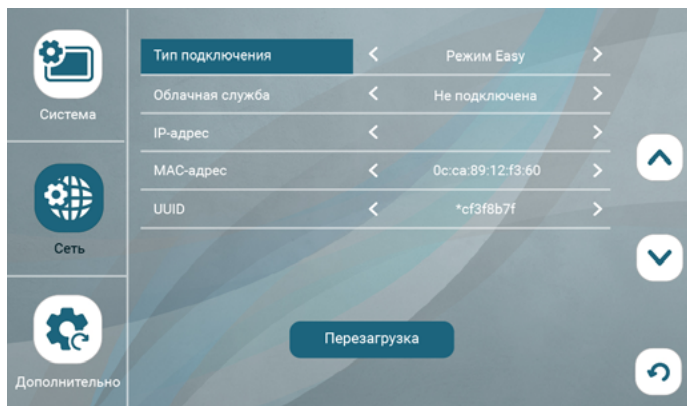 Система
Сеть
Дополнительно
Тип подключения Режим Easy
Облачная служба Не подключена
IP-адрес
MAC-адрес 0c:ca:89:12:f3:60
UUID *cf3f8b7f
Перезагрузка